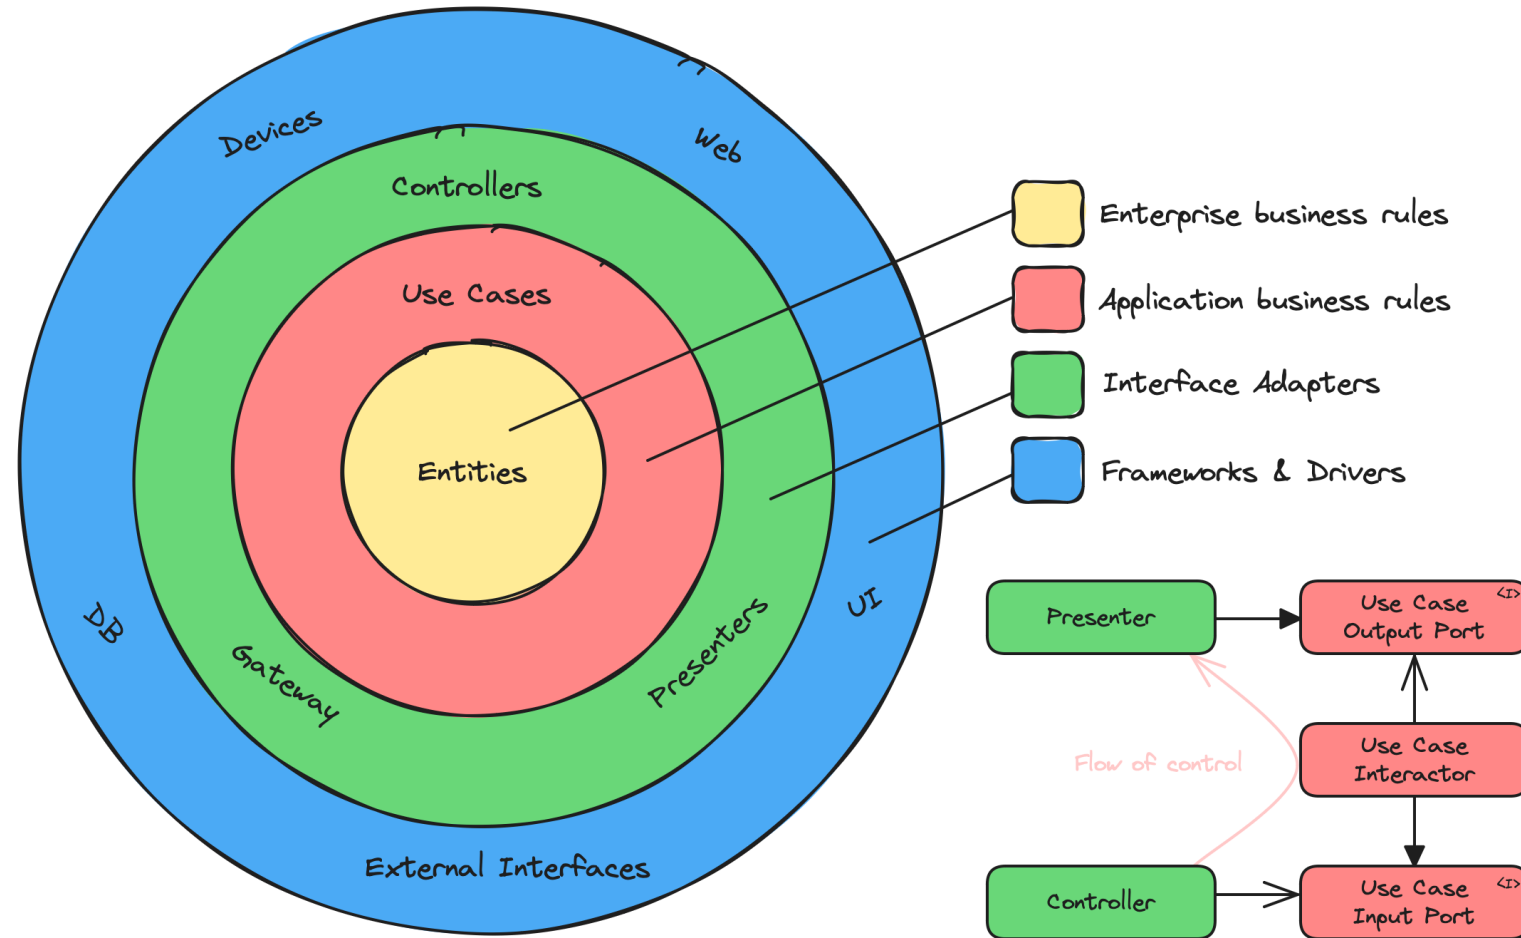 Devices
Web
Controllers
Use Cases
Entities
DB
Gateway
Presenters
UI
External Interfaces
Enterprise business rules
Application business rules
Interface Adapters
Frameworks & Drivers
Presenter
<I>
Use Case
Output Port
Flow of control
Use Case
Interactor
Controller
<I>
Use Case
Input Port